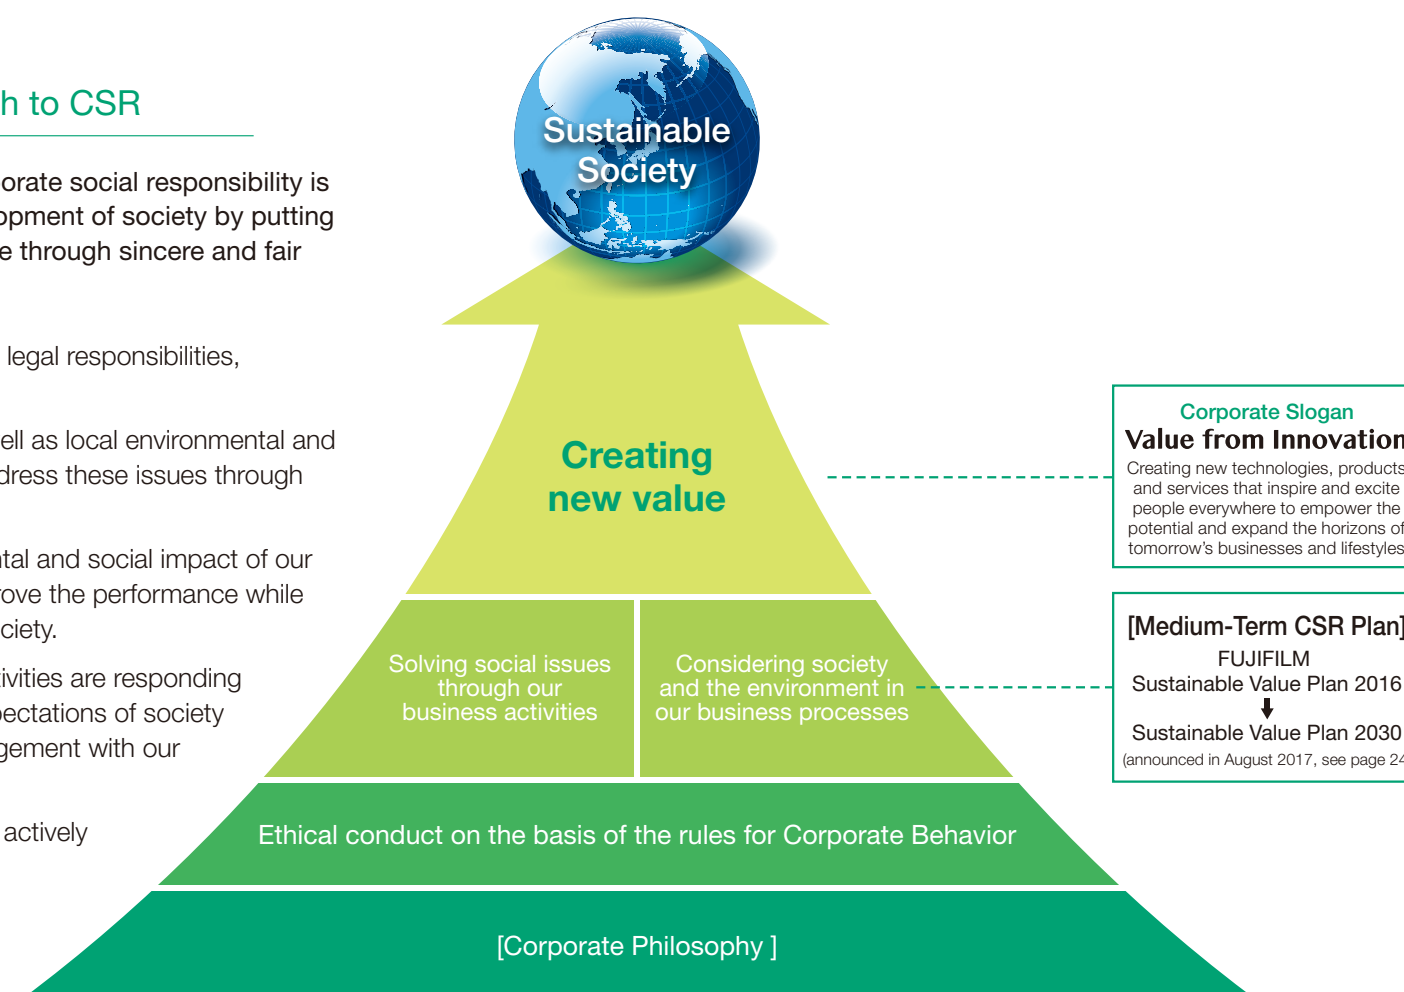 h to CSR
orate social responsibility is
opment of society by putting
e through sincere and fair
legal responsibilities,
ell as local environmental and
dress these issues through
tal and social impact of our
rove the performance while
ciety.
ivities are responding
pectations of society
gement with our
actively
Sustainable
Society
Creating
new value
Solving social issues
through our
business activities
Considering society
and the environment in
our business processes
Ethical conduct on the basis of the rules for Corporate Behavior
[Corporate Philosophy ]
Corporate Slogan
Value from Innovation
Creating new technologies, products
and services that inspire and excite
people everywhere to empower the
potential and expand the horizons of
tomorrow's businesses and lifestyles
[Medium-Term CSR Plan]
FUJIFILM
Sustainable Value Plan 2016
Sustainable Value Plan 2030
(announced in August 2017, see page 24